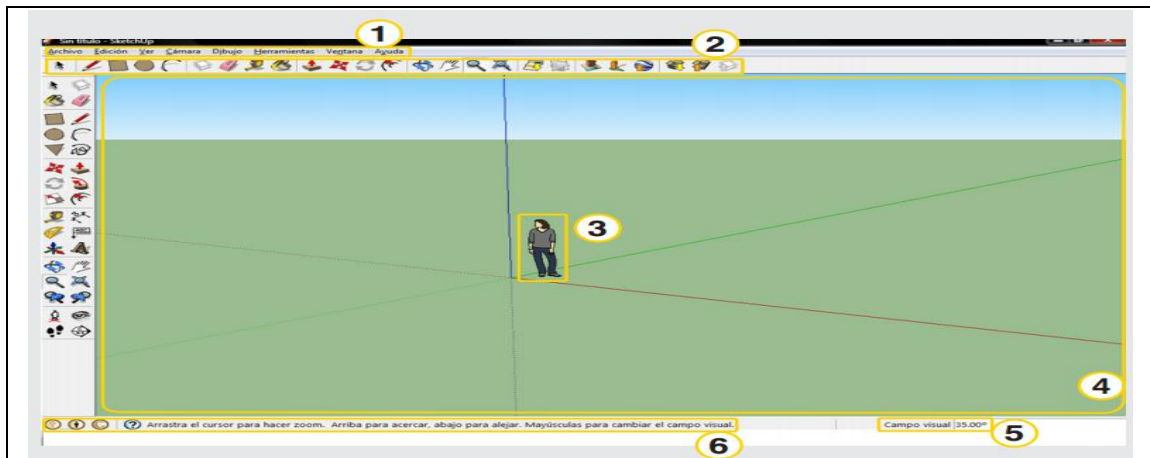 Sin título - SketchUp
Archivo Edición Ver Cámara Dibujo Herramientas Ventana Ayuda
1
2
3
4
Arrastra el cursor para hacer zoom. Arriba para acercar, abajo para alejar. Mayúsculas para cambiar el campo visual.
Campo visual 35.00º
5
6